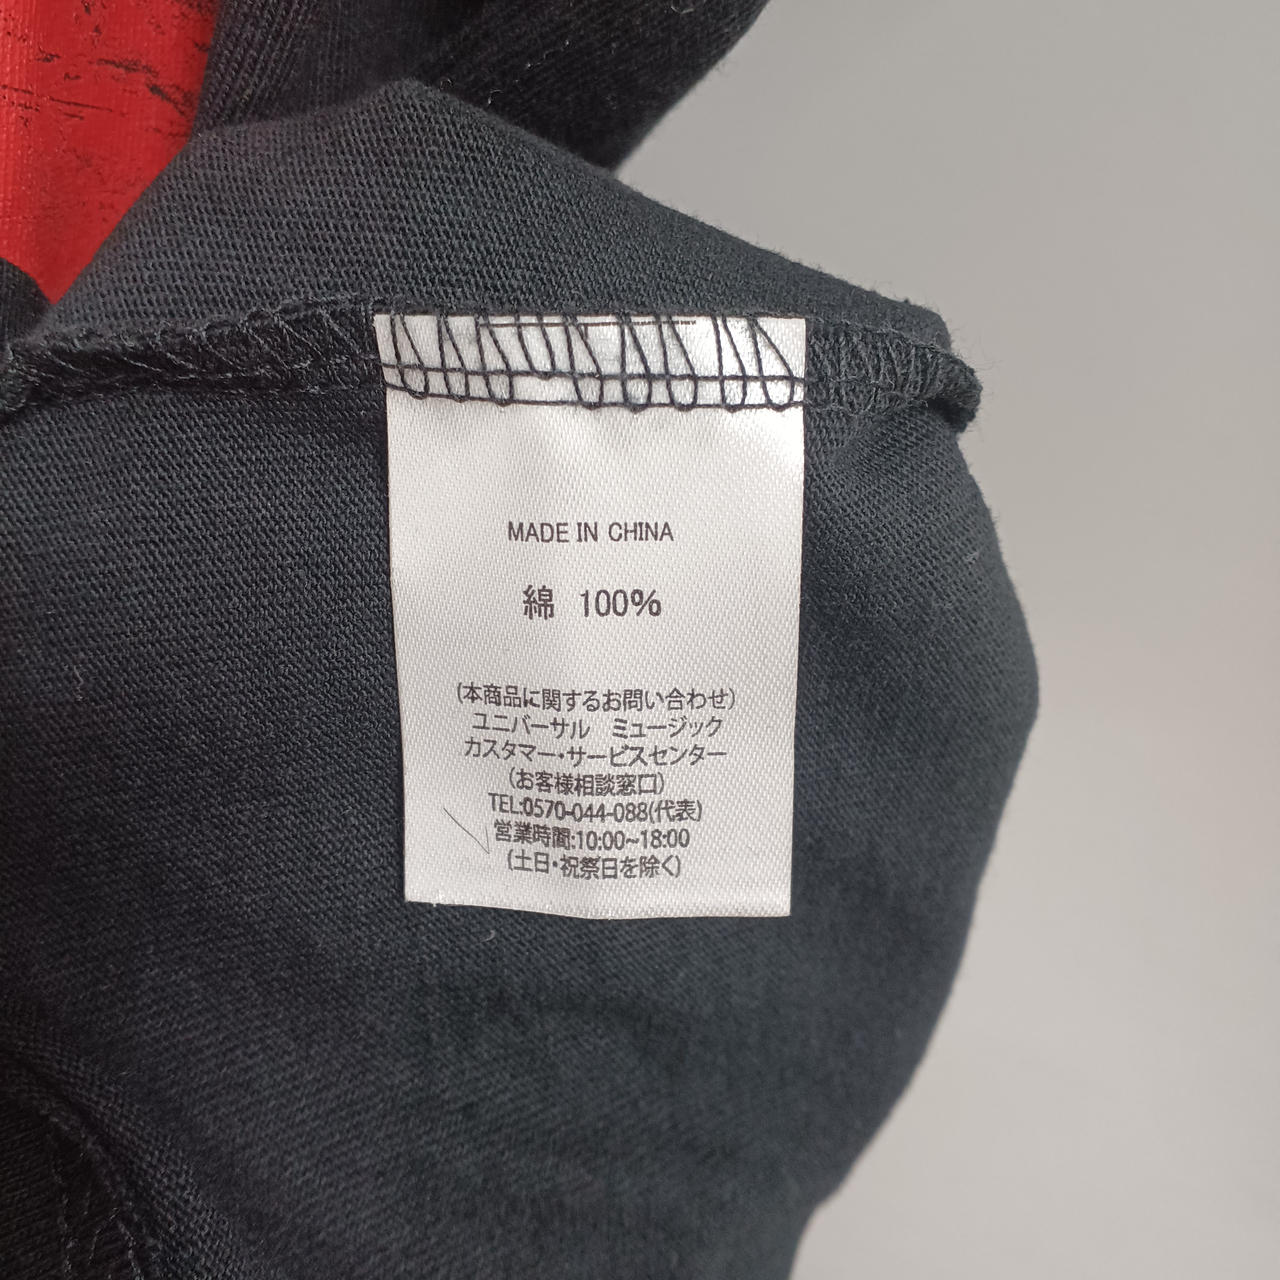 MADE IN CHINA
綿 100%
(本商品に関するお問い合わせ)
ユニバーサル ミュージック
カスタマー・サービスセンター
(お客様相談窓口)
TEL:0570-044-088(代表)
営業時間:10:00~18:00
(土日・祝祭日を除く)